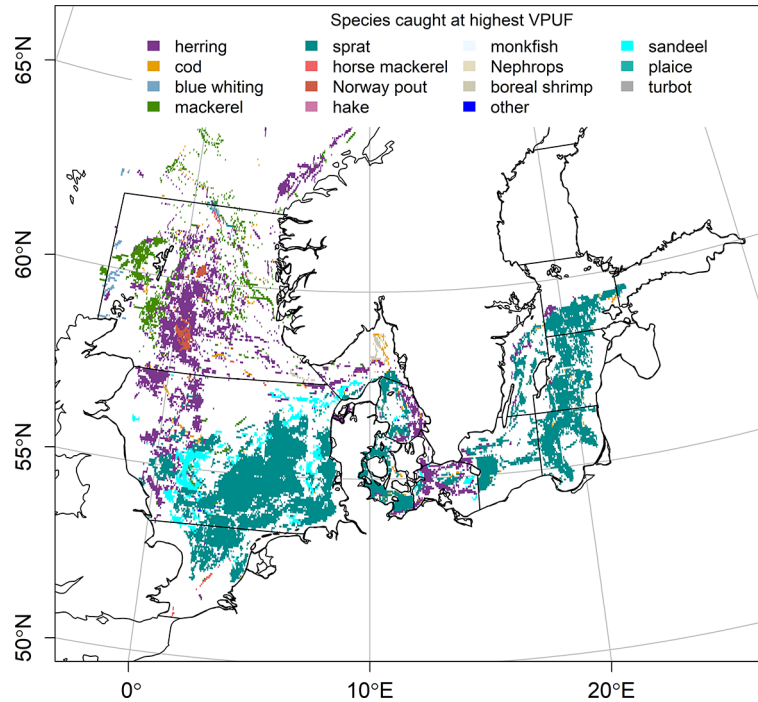 Species caught at highest VPUF
herring sprat monkfish sandeel
cod horse mackerel Nephrops plaice
blue whiting Norway pout boreal shrimp turbot
mackerel hake other
65°N
60°N
55°N
50°N
0° 10°E 20°E